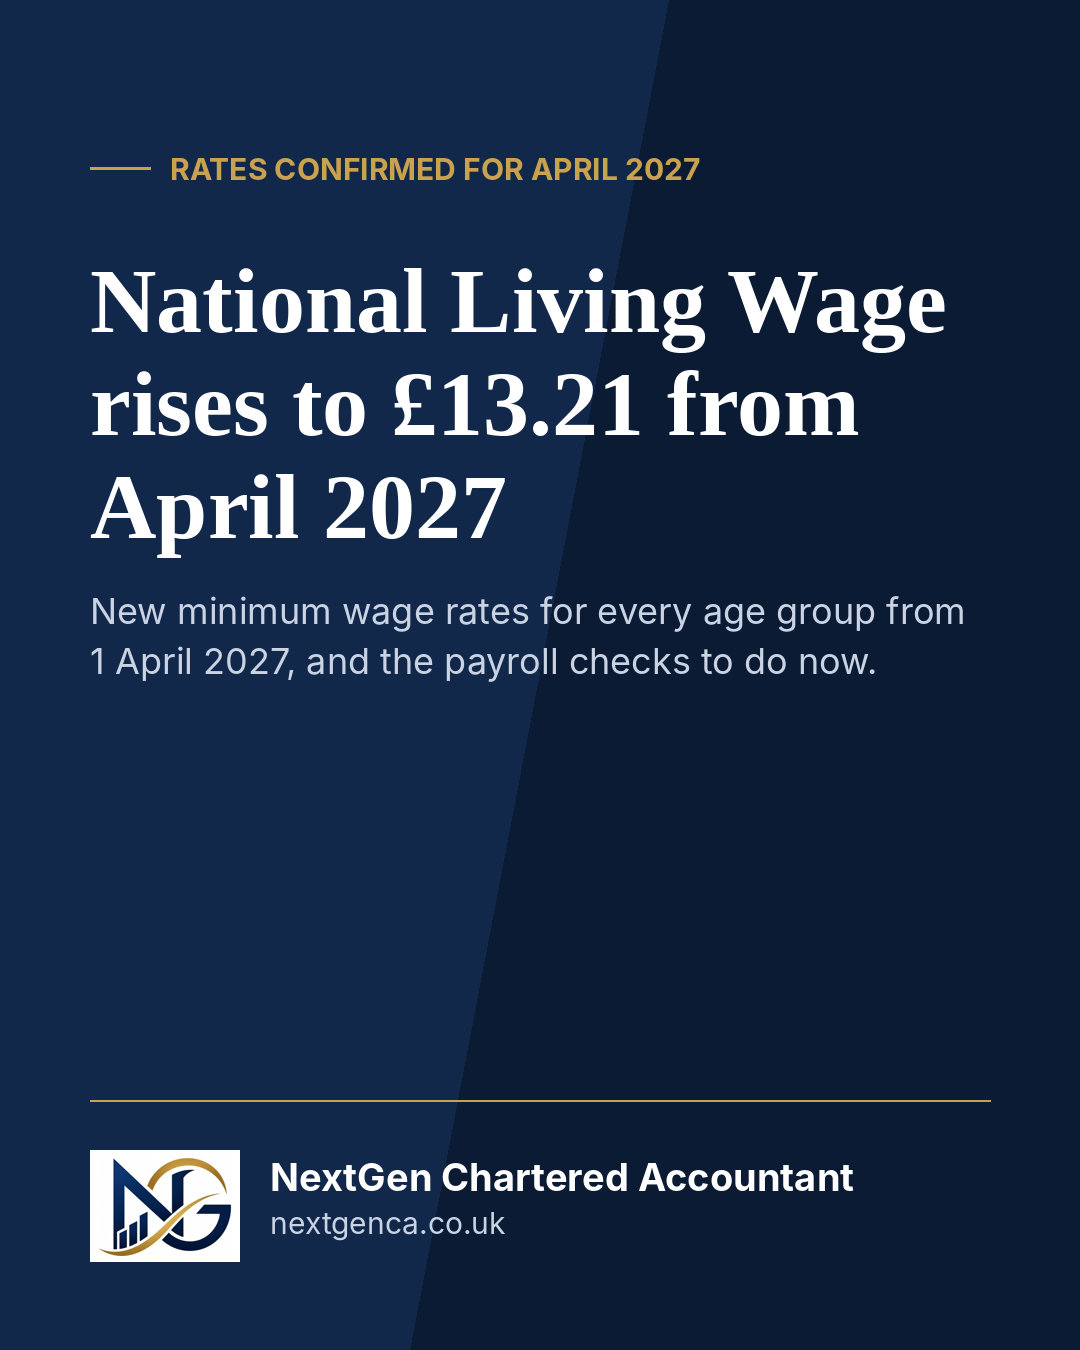 RATES CONFIRMED FOR APRIL 2027
National Living Wage
rises to £13.21 from
April 2027
New minimum wage rates for every age group from
1 April 2027, and the payroll checks to do now.
NG
NextGen Chartered Accountant
nextgenca.co.uk